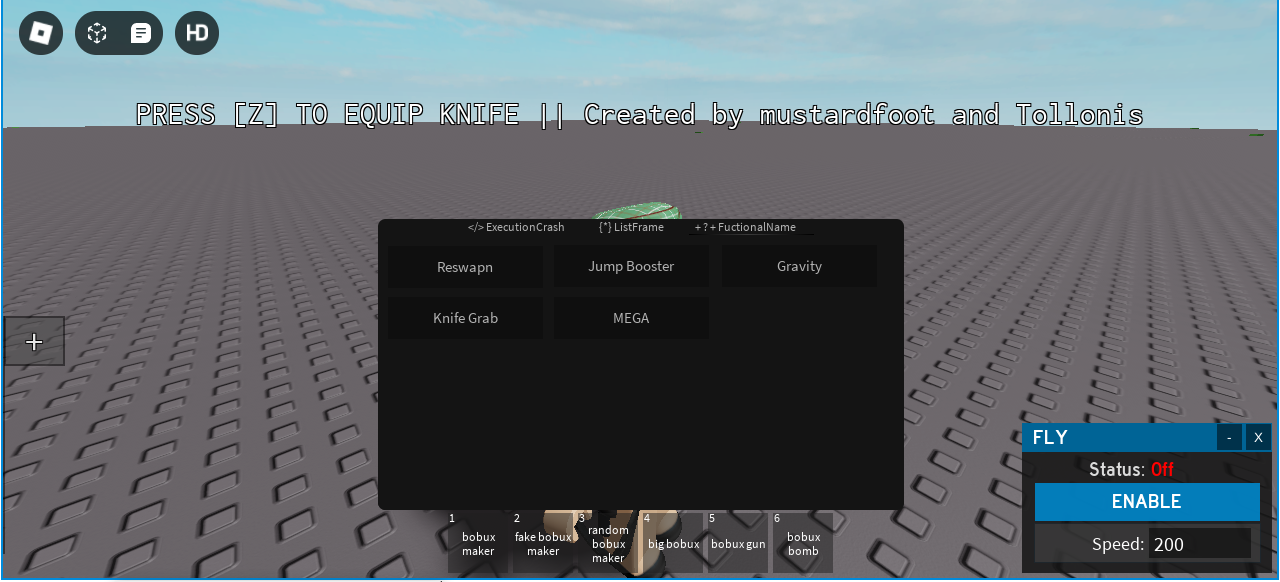 HD
PRESS [Z] TO EQUIP KNIFE || Created by mustardfoot and Tollonis
</> ExecutionCrash {*} ListFrame + ? + FuctionalName
Reswapn Jump Booster Gravity
Knife Grab MEGA
+
FLY - X
Status: Off
ENABLE
Speed: 200
1 bobux maker
2 fake bobux maker
3 random bobux maker
4 big bobux
5 bobux gun
6 bobux bomb